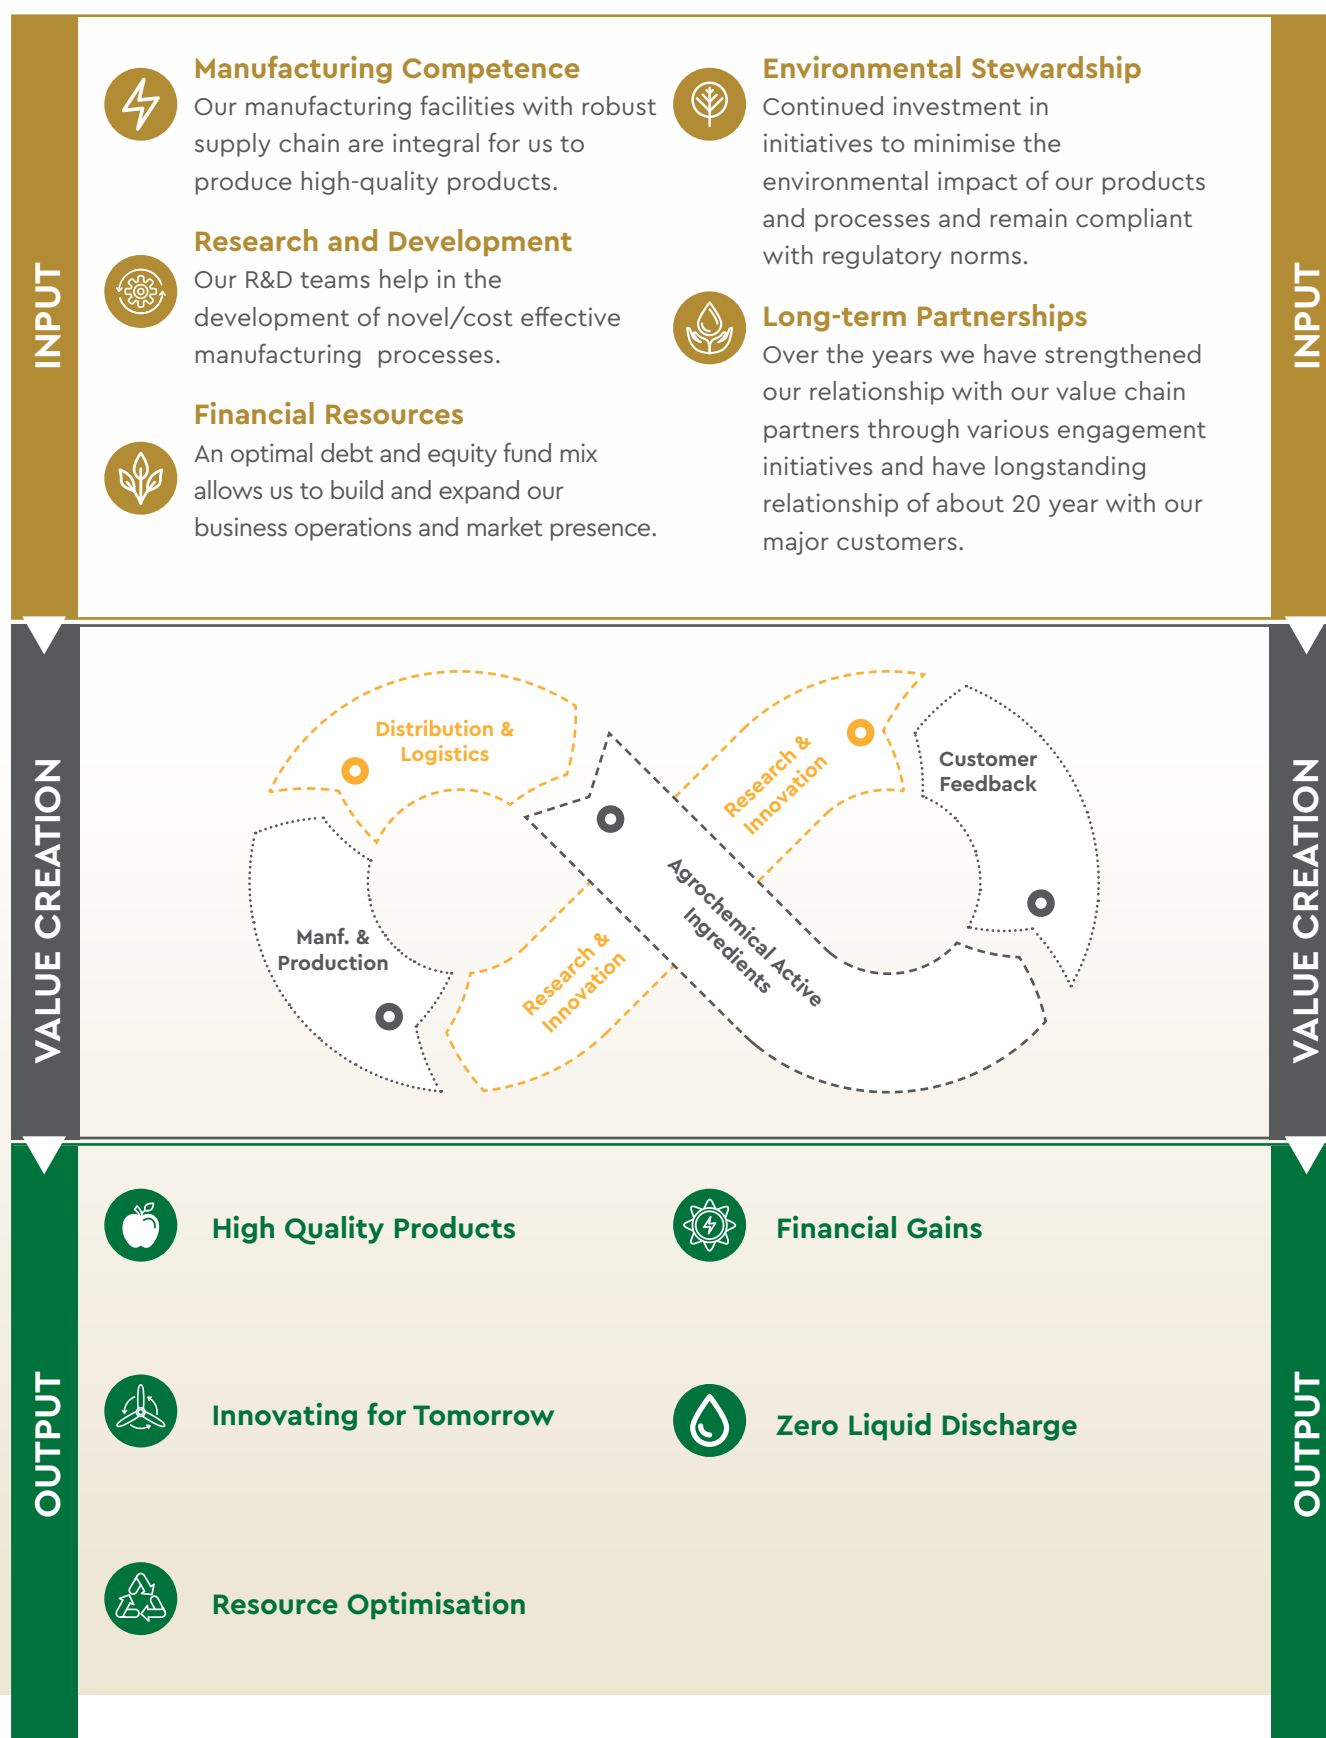 INPUT
Manufacturing Competence
Our manufacturing facilities with robust
supply chain are integral for us to
produce high-quality products.
Research and Development
Our R&D teams help in the
development of novel/cost effective
manufacturing processes.
Financial Resources
An optimal debt and equity fund mix
allows us to build and expand our
business operations and market presence.
Environmental Stewardship
Continued investment in
initiatives to minimise the
environmental impact of our products
and processes and remain compliant
with regulatory norms.
Long-term Partnerships
Over the years we have strengthened
our relationship with our value chain
partners through various engagement
initiatives and have longstanding
relationship of about 20 year with our
major customers.
INPUT
VALUE CREATION
Distribution &
Logistics
Research &
Innovation
Customer
Feedback
Agrochemical Active
Ingredients
Manf. &
Production
Research &
Innovation
VALUE CREATION
OUTPUT
High Quality Products
Financial Gains
Innovating for Tomorrow
Zero Liquid Discharge
Resource Optimisation
OUTPUT